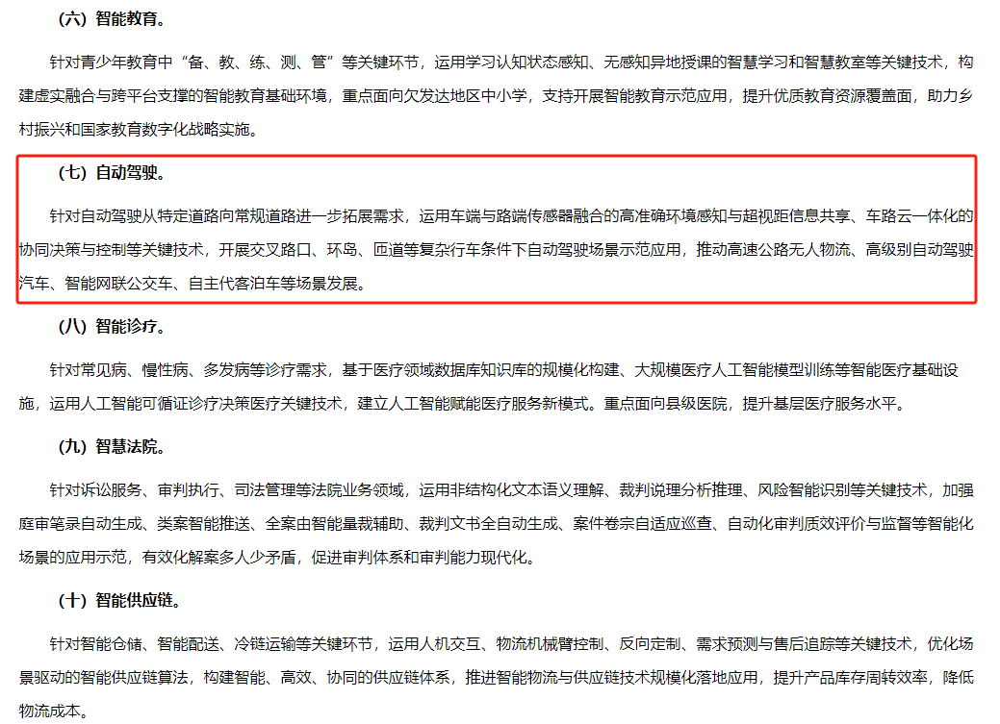 （六）智能教育。
针对青少年教育中“备、教、练、测、管”等关键环节，运用学习认知状态感知、无感知异地授课的智慧学习和智慧教室等关键技术，构
建虚实融合与跨平台支撑的智能教育基础环境，重点面向欠发达地区中小学，支持开展智能教育示范应用，提升优质教育资源覆盖面，助力乡
村振兴和国家教育数字化战略实施。
（七）自动驾驶。
针对自动驾驶从特定道路向常规道路进一步拓展需求，运用车端与路端传感器融合的高准确环境感知与超视距信息共享、车路云一体化的
协同决策与控制等关键技术，开展交叉路口、环岛、匝道等复杂行车条件下自动驾驶场景示范应用，推动高速公路无人物流、高级别自动驾驶
汽车、智能网联公交车、自主代客泊车等场景发展。
（八）智能诊疗。
针对常见病、慢性病、多发病等诊疗需求，基于医疗领域数据库知识库的规模化构建、大规模医疗人工智能模型训练等智能医疗基础设
施，运用人工智能可循证诊疗决策医疗关键技术，建立人工智能赋能医疗服务新模式。重点面向县级医院，提升基层医疗服务水平。
（九）智慧法院。
针对诉讼服务、审判执行、司法管理等法院业务领域，运用非结构化文本语义理解、裁判说理分析推理、风险智能识别等关键技术，加强
庭审笔录自动生成、类案智能推送、全案由智能量裁辅助、裁判文书全自动生成、案件卷宗自适应巡查、自动化审判质效评价与监督等智能化
场景的应用示范，有效化解案多人少矛盾，促进审判体系和审判能力现代化。
（十）智能供应链。
针对智能仓储、智能配送、冷链运输等关键环节，运用人机交互、物流机械臂控制、反向定制、需求预测与售后追踪等关键技术，优化场
景驱动的智能供应链算法，构建智能、高效、协同的供应链体系，推进智能物流与供应链技术规模化落地应用，提升产品库存周转效率，降低
物流成本。